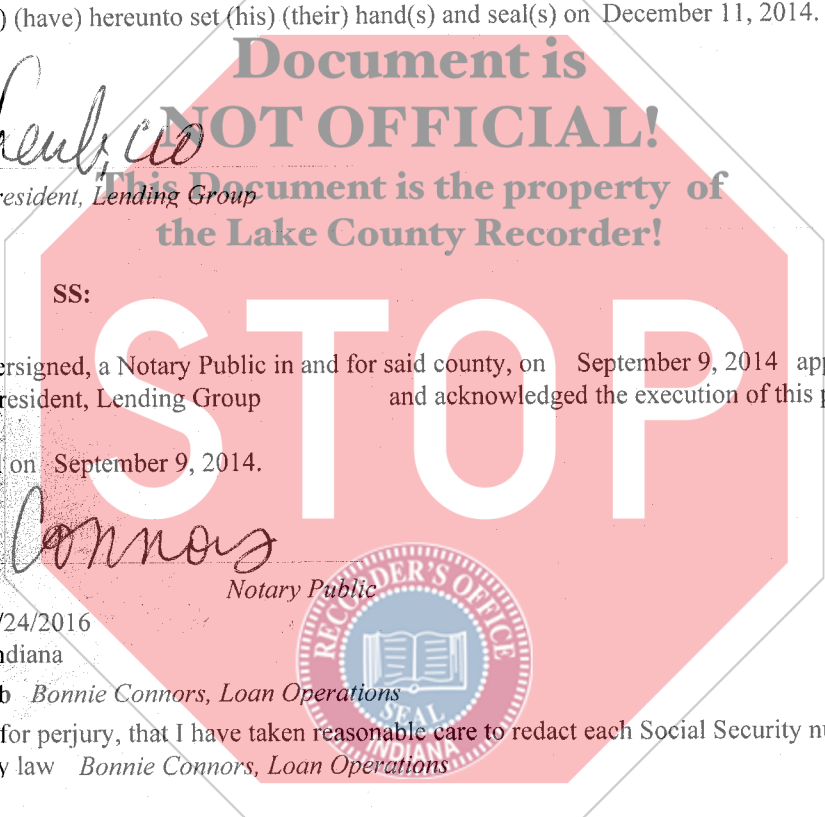 ) (have) hereunto set (his) (their) hand(s) and seal(s) on December 11, 2014.
Document is
NOT OFFICIAL!
This Document is the property of
the Lake County Recorder!
resident, Lending Group
SS:
STOP
ersigned, a Notary Public in and for said county, on September 9, 2014 app
resident, Lending Group and acknowledged the execution of this p
on September 9, 2014.
Connors
Notary Public
/24/2016
ndiana
b Bonnie Connors, Loan Operations
for perjury, that I have taken reasonable care to redact each Social Security nu
y law Bonnie Connors, Loan Operations
RECORDER'S OFFICE
SEAL
INDIANA